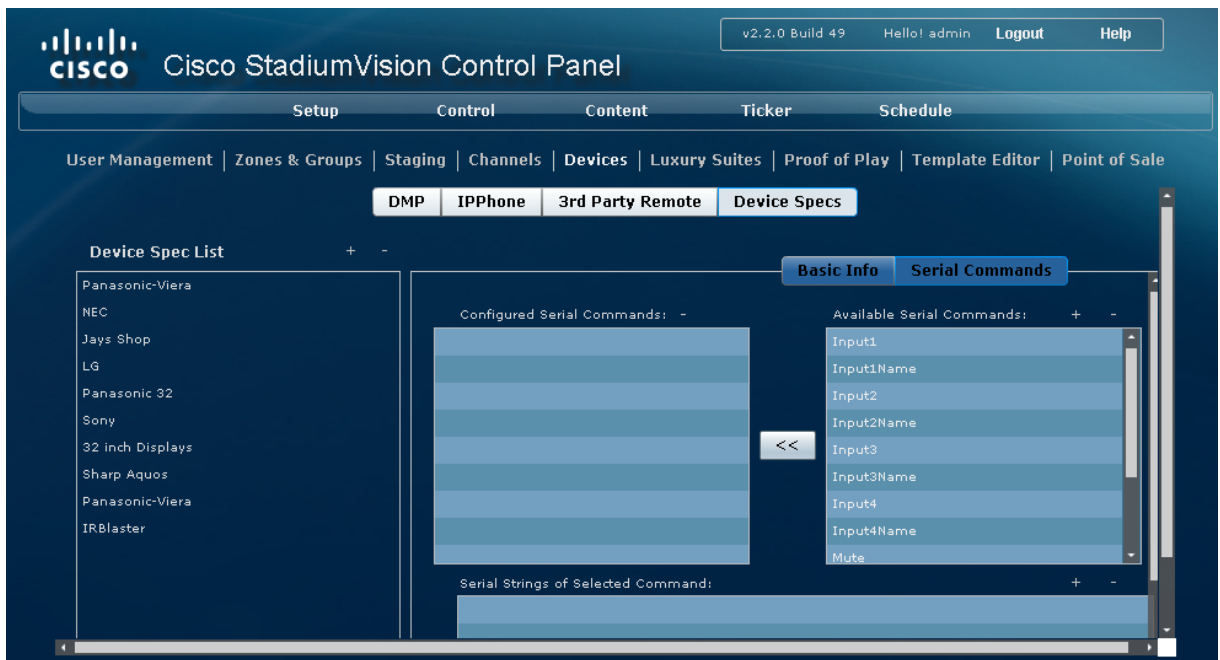 v2.2.0 Build 49 Hello! admin Logout Help
CISCO Cisco StadiumVision Control Panel
Setup Control Content Ticker Schedule
User Management | Zones & Groups | Staging | Channels | Devices | Luxury Suites | Proof of Play | Template Editor | Point of Sale
DMP IPPhone 3rd Party Remote Device Specs
Device Spec List + -
Basic Info Serial Commands
Panasonic-Viera
NEC
Jays Shop
LG
Panasonic 32
Sony
32 inch Displays
Sharp Aquos
Panasonic-Viera
IRBlaster
Configured Serial Commands: -
<<
Available Serial Commands: + -
Input1
Input1Name
Input2
Input2Name
Input3
Input3Name
Input4
Input4Name
Mute
Serial Strings of Selected Command: + -